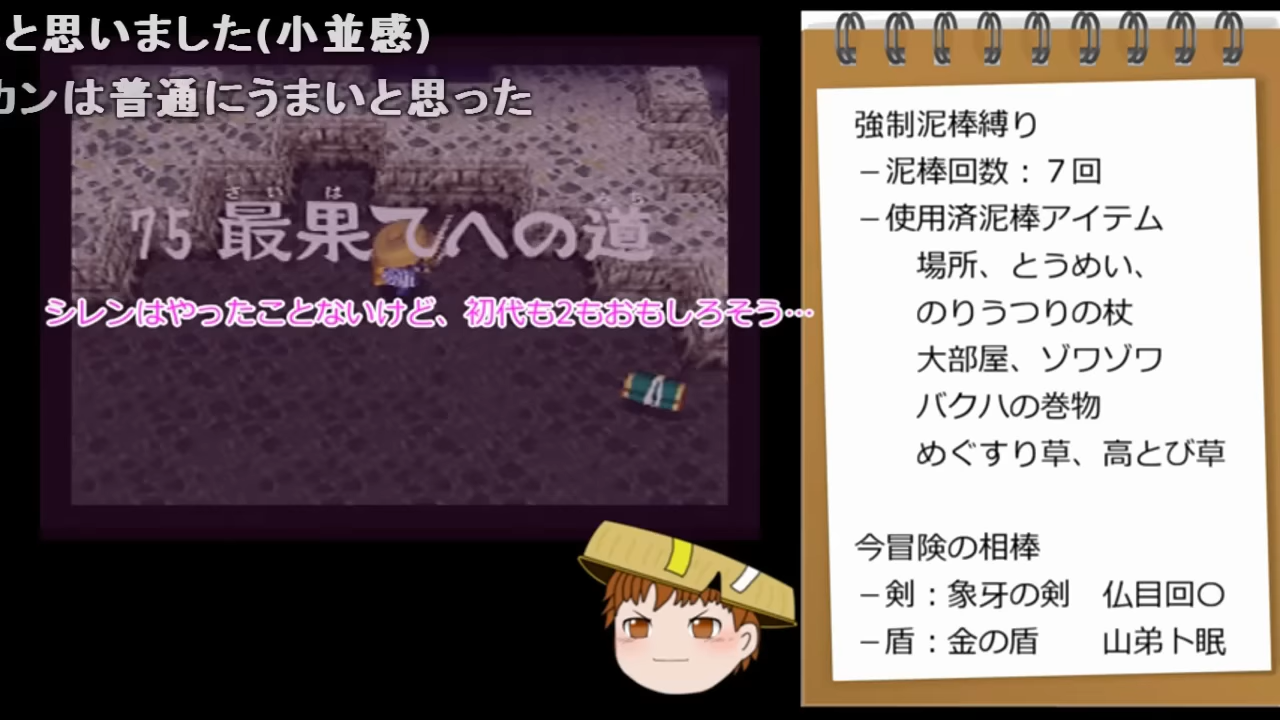 と思いました(小並感)
カンは普通にうまいと思った
さいは
75 最果てへの道
シレンはやったことないけど、初代も2もおもしろそう…
強制泥棒縛り
－泥棒回数：７回
－使用済泥棒アイテム
場所、とうめい、
のりうつりの杖
大部屋、ゾワゾワ
バクハの巻物
めぐすり草、高とび草
今冒険の相棒
－剣：象牙の剣　仏目回〇
－盾：金の盾　　山弟ト眠